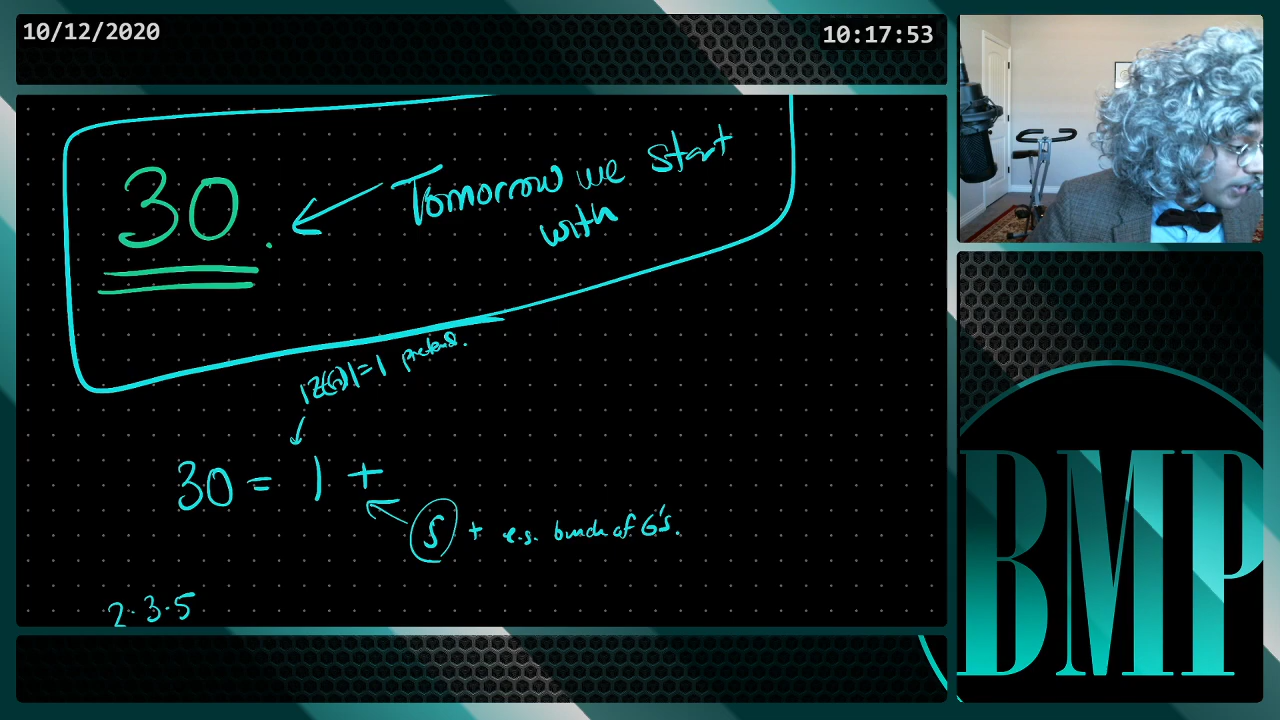 10/12/2020
10:17:53
30. ← Tomorrow we start
with
|Z(G)|=1 pretend.
30 = 1 +
5 + e.g. bunch of 6's.
2·3·5
BMP